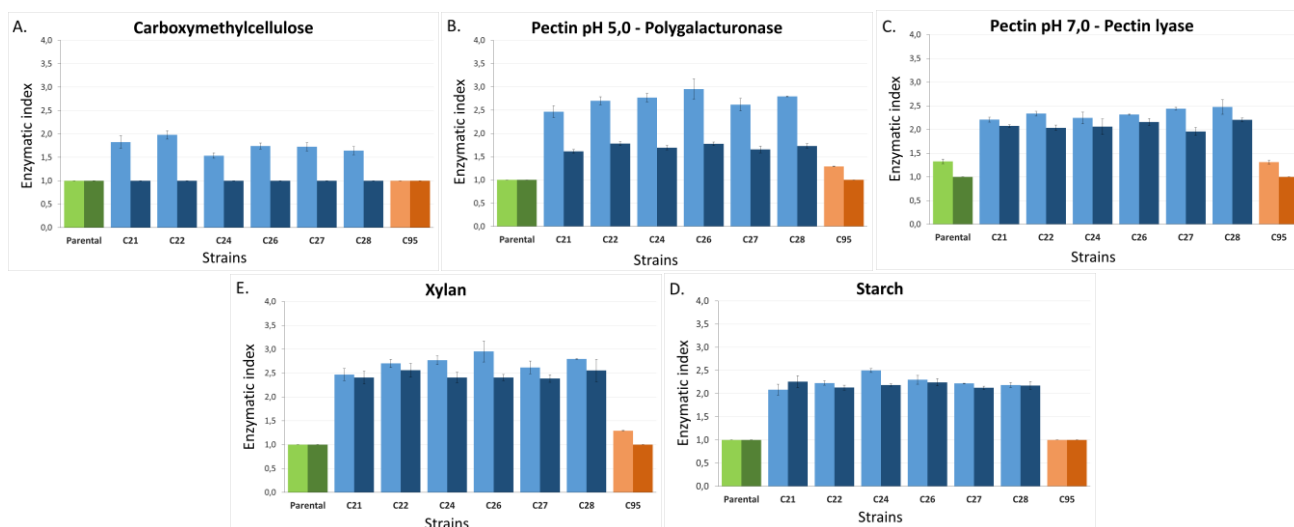 A.
Carboxymethylcellulose
Enzymatic index
4,0
3,5
3,0
2,5
2,0
1,5
1,0
0,5
0,0
Parental C21 C22 C24 C26 C27 C28 C95
Strains
B.
Pectin pH 5,0 - Polygalacturonase
Enzymatic index
4,0
3,5
3,0
2,5
2,0
1,5
1,0
0,5
0,0
Parental C21 C22 C24 C26 C27 C28 C95
Strains
C.
Pectin pH 7,0 - Pectin lyase
Enzymatic index
4,0
3,5
3,0
2,5
2,0
1,5
1,0
0,5
0,0
Parental C21 C22 C24 C26 C27 C28 C95
Strains
E.
Xylan
Enzymatic index
4,0
3,5
3,0
2,5
2,0
1,5
1,0
0,5
0,0
Parental C21 C22 C24 C26 C27 C28 C95
Strains
D.
Starch
Enzymatic index
4,0
3,5
3,0
2,5
2,0
1,5
1,0
0,5
0,0
Parental C21 C22 C24 C26 C27 C28 C95
Strains